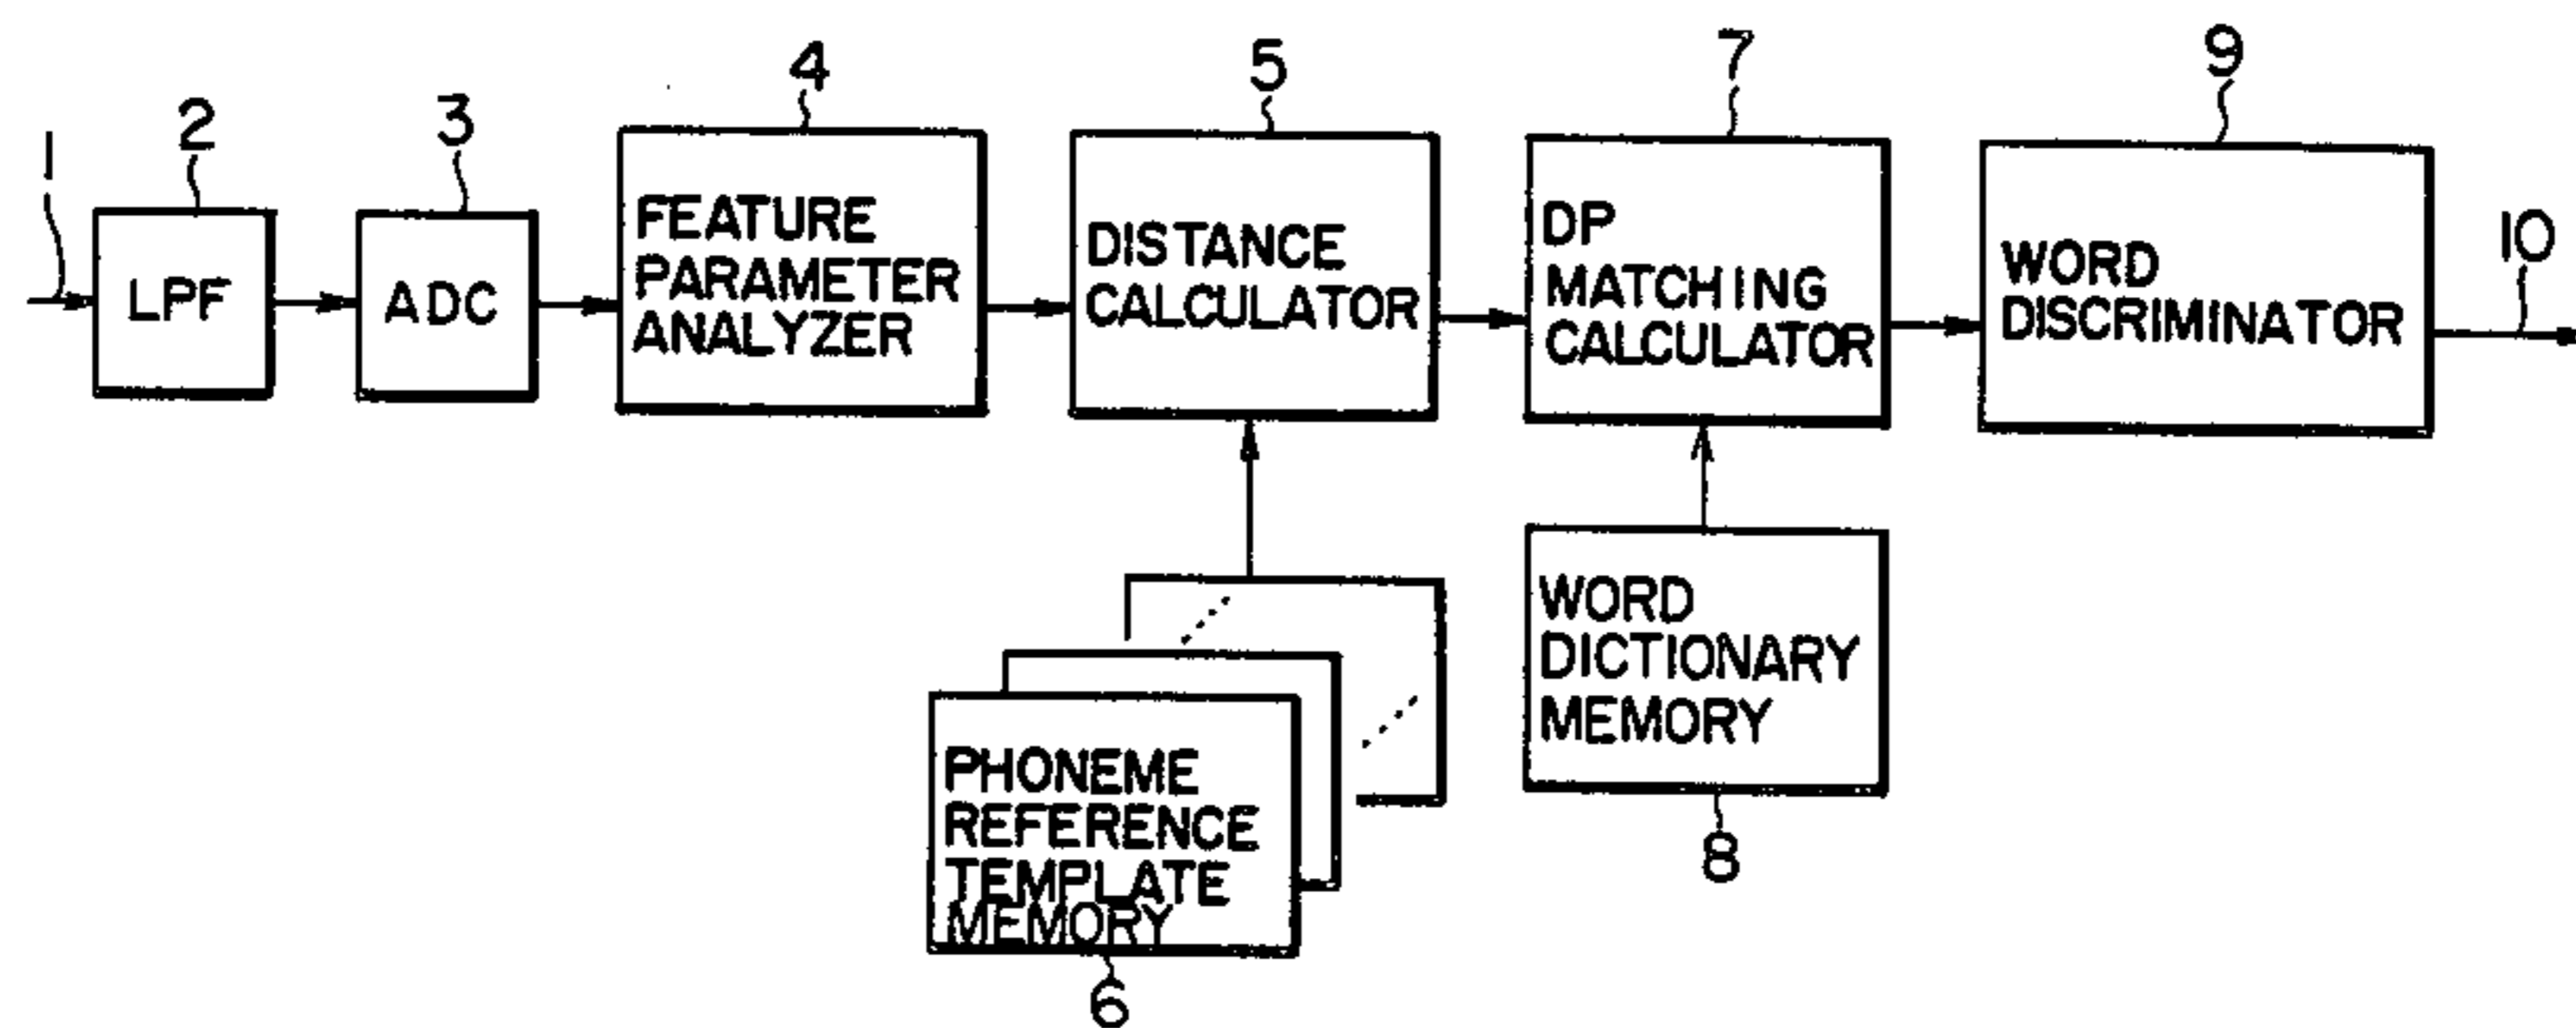 1
2
3
4
5
7
9
LPF
ADC
FEATURE
PARAMETER
ANALYZER
DISTANCE
CALCULATOR
DP
MATCHING
CALCULATOR
WORD
DISCRIMINATOR
10
PHONEME
REFERENCE
TEMPLATE
MEMORY
6
WORD
DICTIONARY
MEMORY
8